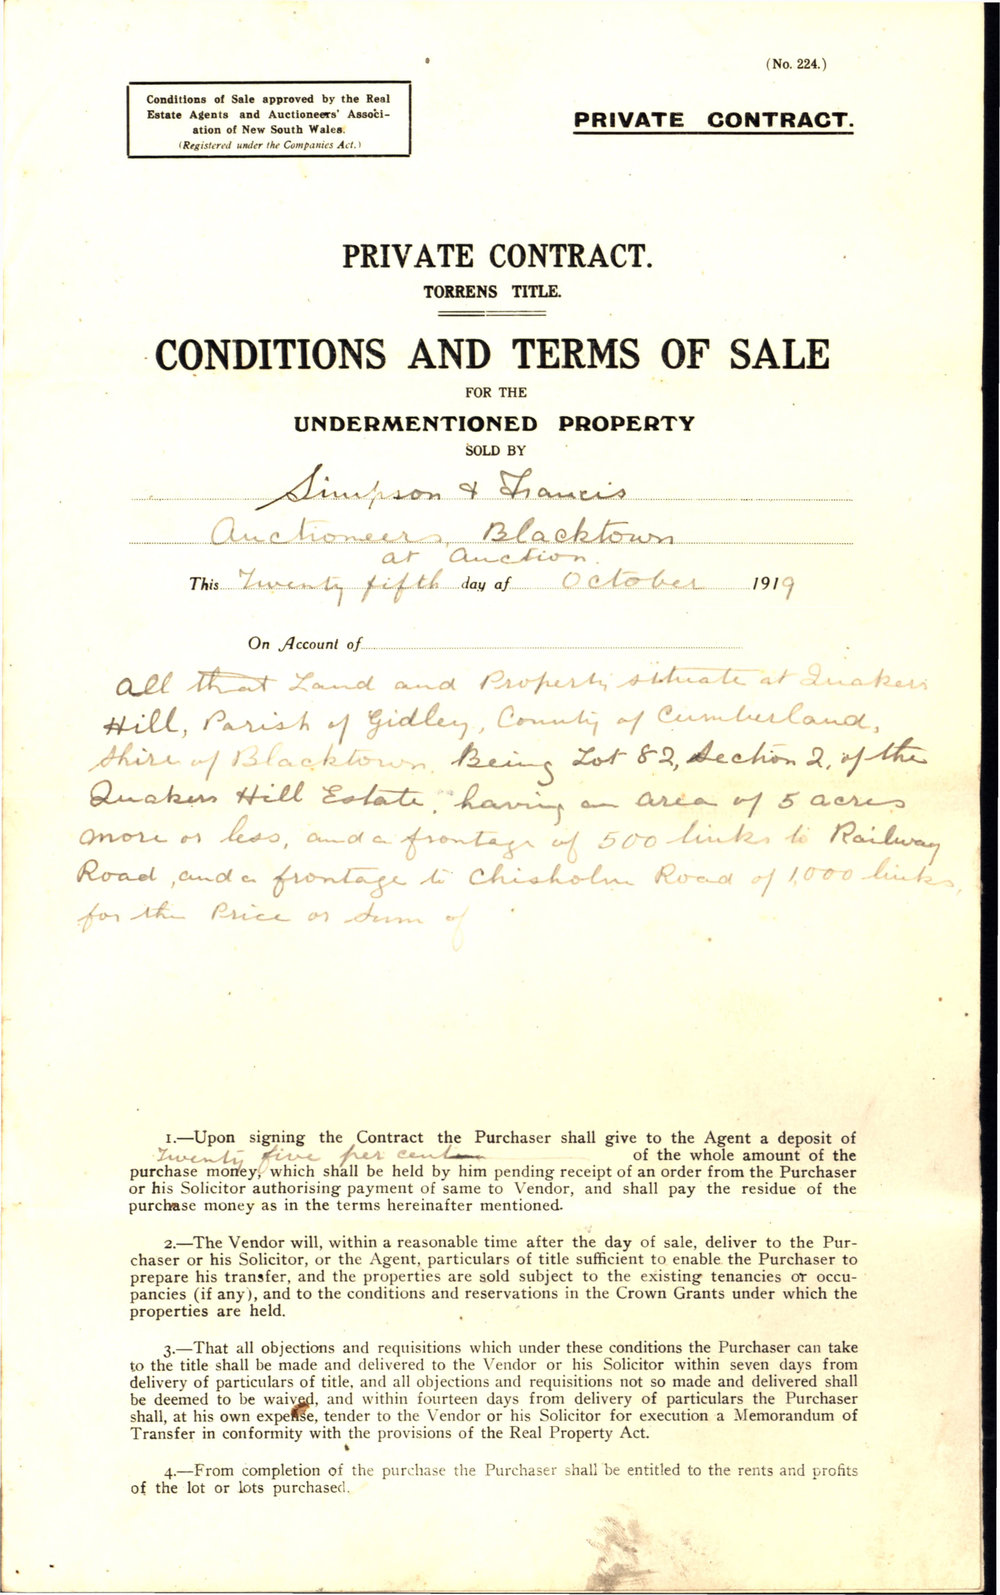 (No. 224.)
Conditions of Sale approved by the Real
Estate Agents and Auctioneers' Associ-
ation of New South Wales.
(Registered under the Companies Act.)
PRIVATE CONTRACT.
PRIVATE CONTRACT.
TORRENS TITLE.
CONDITIONS AND TERMS OF SALE
FOR THE
UNDERMENTIONED PROPERTY
SOLD BY
Simpson & Francis
Auctioneers, Blacktown
at Auction.
This Twenty fifth day of October 1919
On Account of
All that Land and Property situate at Quakers
Hill, Parish of Gidley, County of Cumberland,
Shire of Blacktown. Being Lot 82, Section 2, of the
Quakers Hill Estate, having an area of 5 acres
more or less, and a frontage of 500 links to Railway
Road, and a frontage to Chisholm Road of 1,000 links,
for the Price or Sum of
1.—Upon signing the Contract the Purchaser shall give to the Agent a deposit of
Twenty five per cent of the whole amount of the
purchase money, which shall be held by him pending receipt of an order from the Purchaser
or his Solicitor authorising payment of same to Vendor, and shall pay the residue of the
purchase money as in the terms hereinafter mentioned.
2.—The Vendor will, within a reasonable time after the day of sale, deliver to the Pur-
chaser or his Solicitor, or the Agent, particulars of title sufficient to enable the Purchaser to
prepare his transfer, and the properties are sold subject to the existing tenancies or occu-
pancies (if any), and to the conditions and reservations in the Crown Grants under which the
properties are held.
3.—That all objections and requisitions which under these conditions the Purchaser can take
to the title shall be made and delivered to the Vendor or his Solicitor within seven days from
delivery of particulars of title, and all objections and requisitions not so made and delivered shall
be deemed to be waived, and within fourteen days from delivery of particulars the Purchaser
shall, at his own expense, tender to the Vendor or his Solicitor for execution a Memorandum of
Transfer in conformity with the provisions of the Real Property Act.
4.—From completion of the purchase the Purchaser shall be entitled to the rents and profits
of the lot or lots purchased.